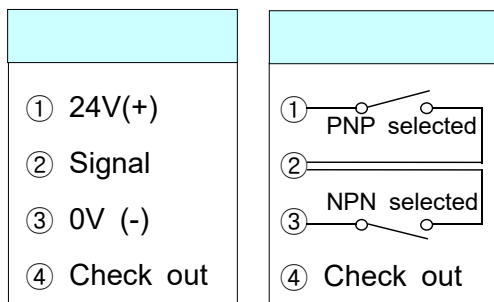 ① 24V(+)
② Signal
③ 0V (-)
④ Check out
①
PNP selected
②
NPN selected
③
④ Check out